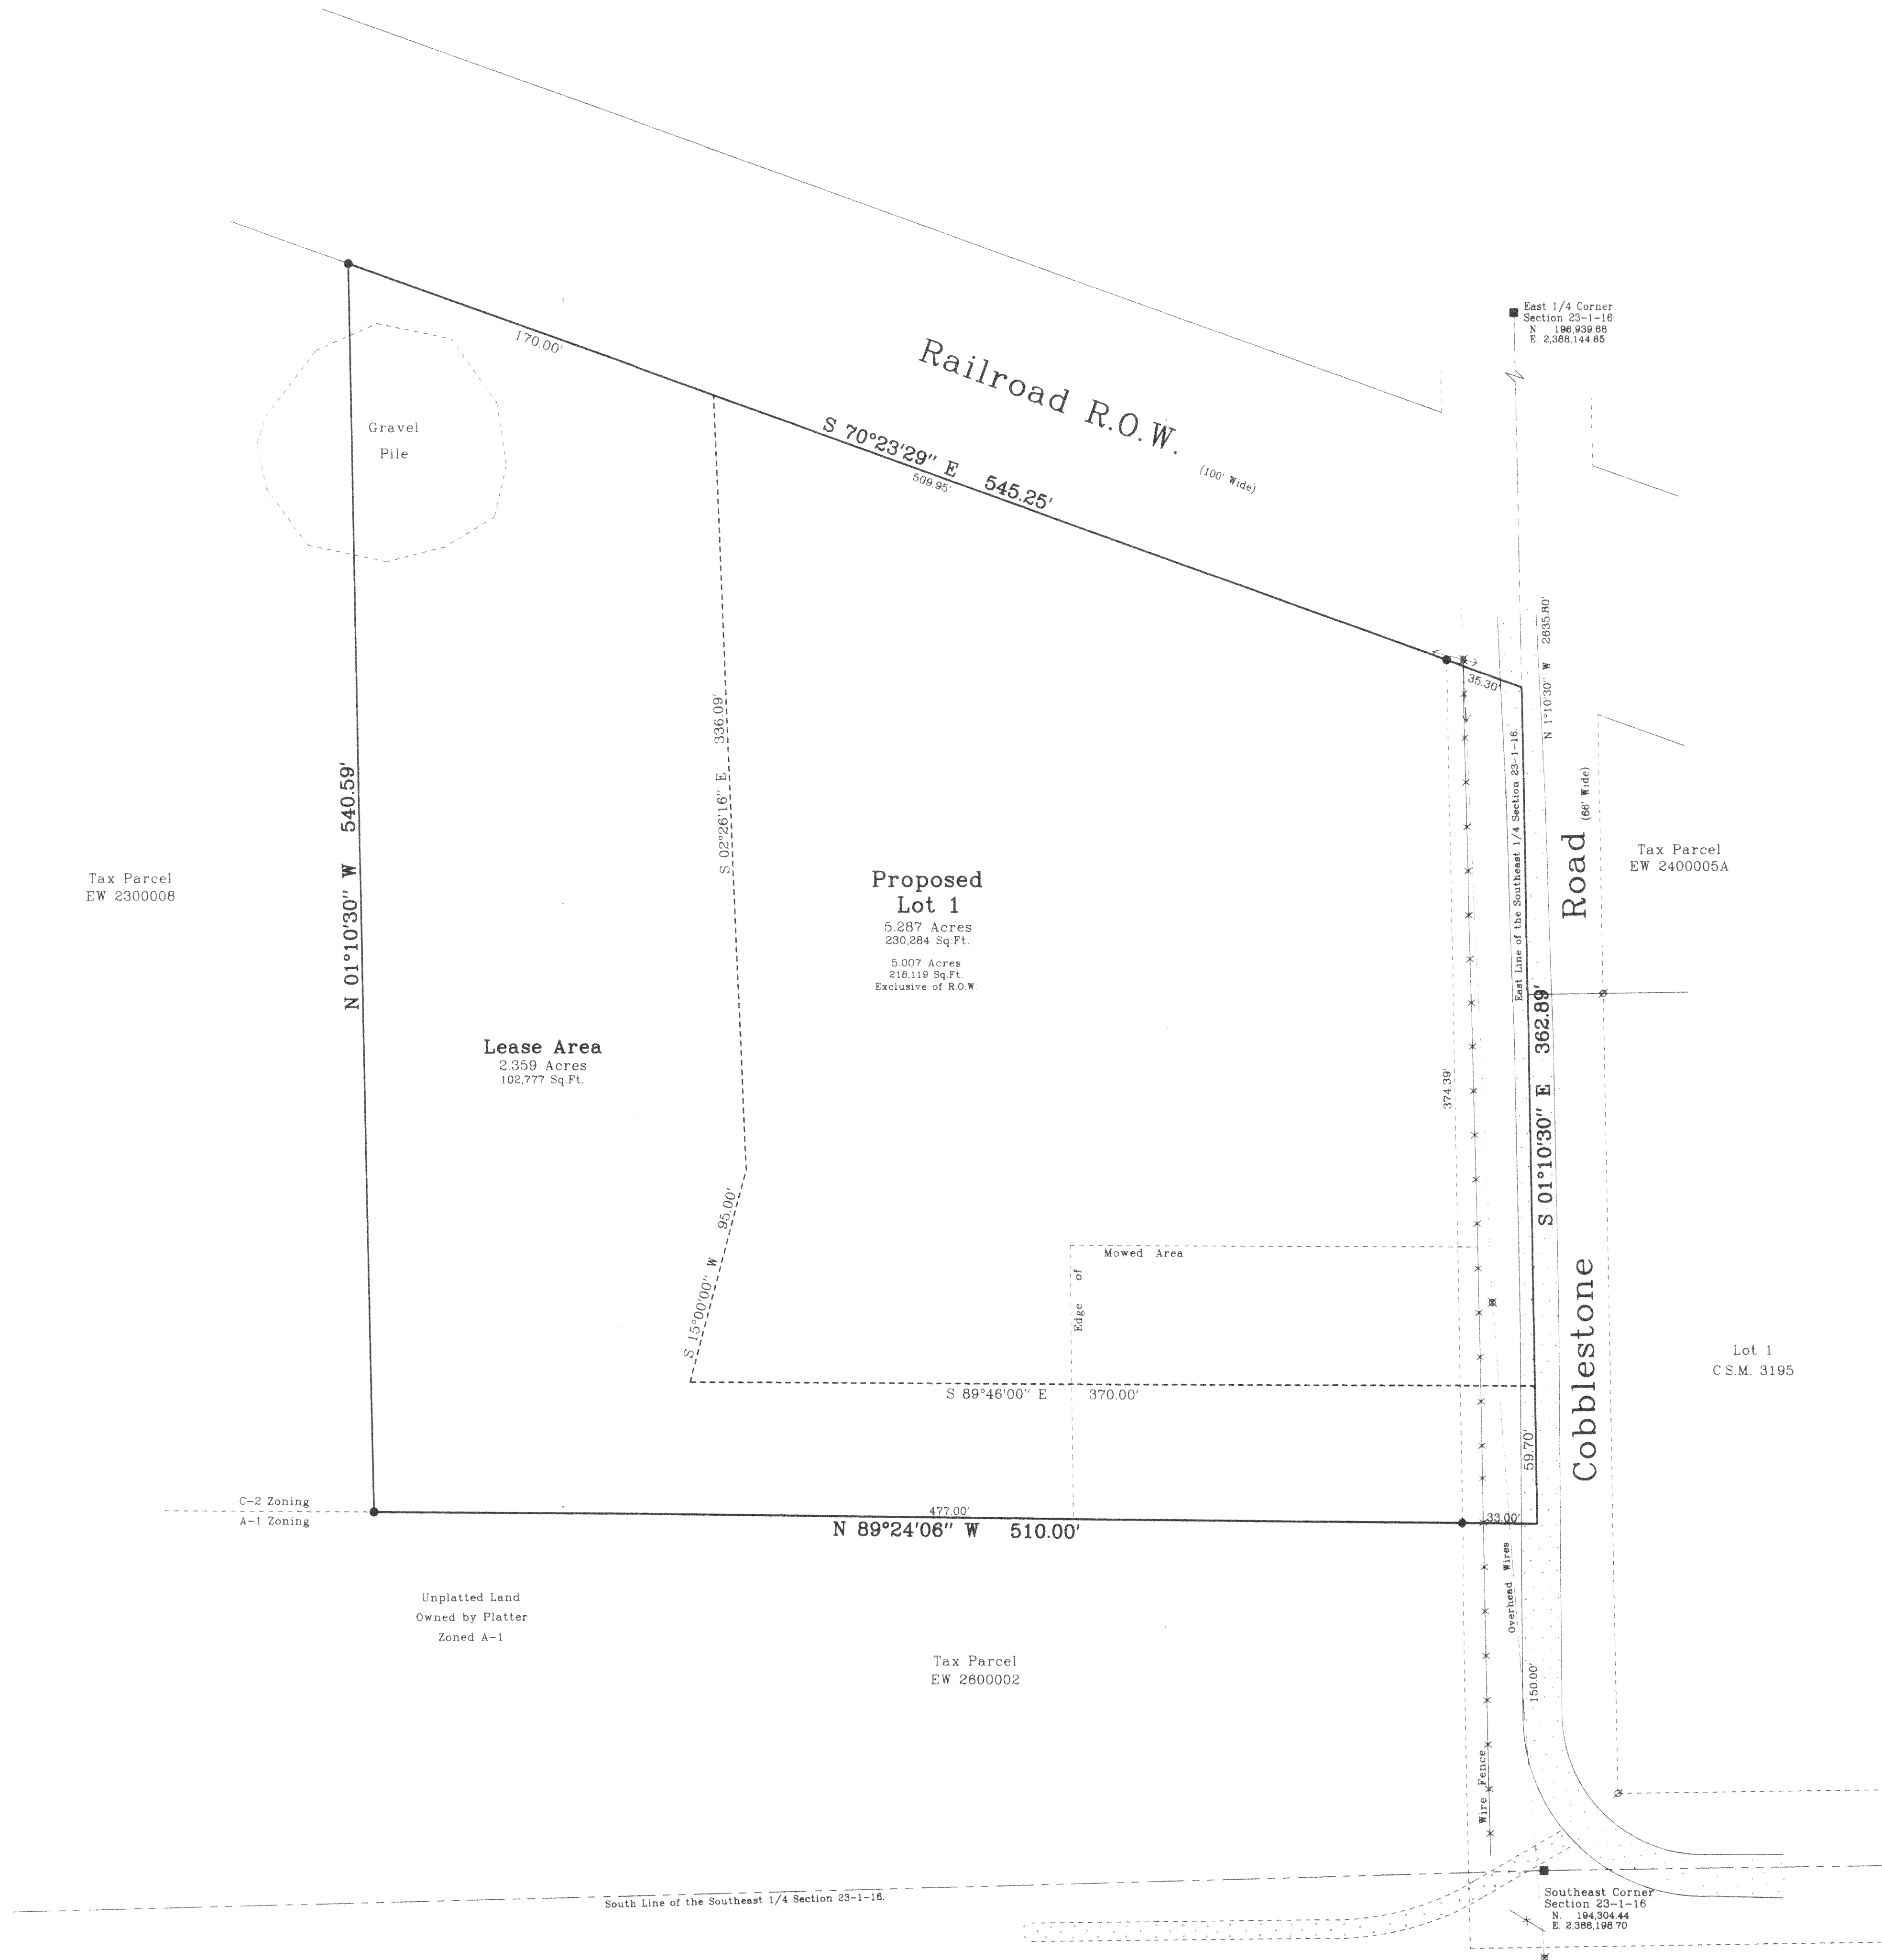 East 1/4 Corner
Section 23-1-16.
N. 196,939.68
E. 2,388,144.65
170.00'
Railroad R.O.W.
(100' Wide)
S 70°23'29" E 545.25'
509.95'
Gravel
Pile
35.30'
N 1°10'30" W 2635.80'
East Line of the Southeast 1/4 Section 23-1-16.
S 02°26'16" E 336.09'
N 01°10'30" W 540.59'
Tax Parcel
EW 2300008
Proposed
Lot 1
5.287 Acres
230,284 Sq.Ft.
5.007 Acres
218,119 Sq.Ft.
Exclusive of R.O.W.
Cobblestone Road
(66' Wide)
Tax Parcel
EW 2400005A
Lease Area
2.359 Acres
102,777 Sq.Ft.
374.39'
S 01°10'30" E 362.89'
S 15°00'00" W 95.00'
Edge of
Mowed Area
Lot 1
C.S.M. 3195
S 89°46'00" E 370.00'
59.70'
C-2 Zoning
A-1 Zoning
477.00'
N 89°24'06" W 510.00'
33.00'
Overhead Wires
Unplatted Land
Owned by Platter
Zoned A-1
Tax Parcel
EW 2600002
150.00'
Wire Fence
South Line of the Southeast 1/4 Section 23-1-16.
Southeast Corner
Section 23-1-16
N. 194,304.44
E. 2,388,198.70